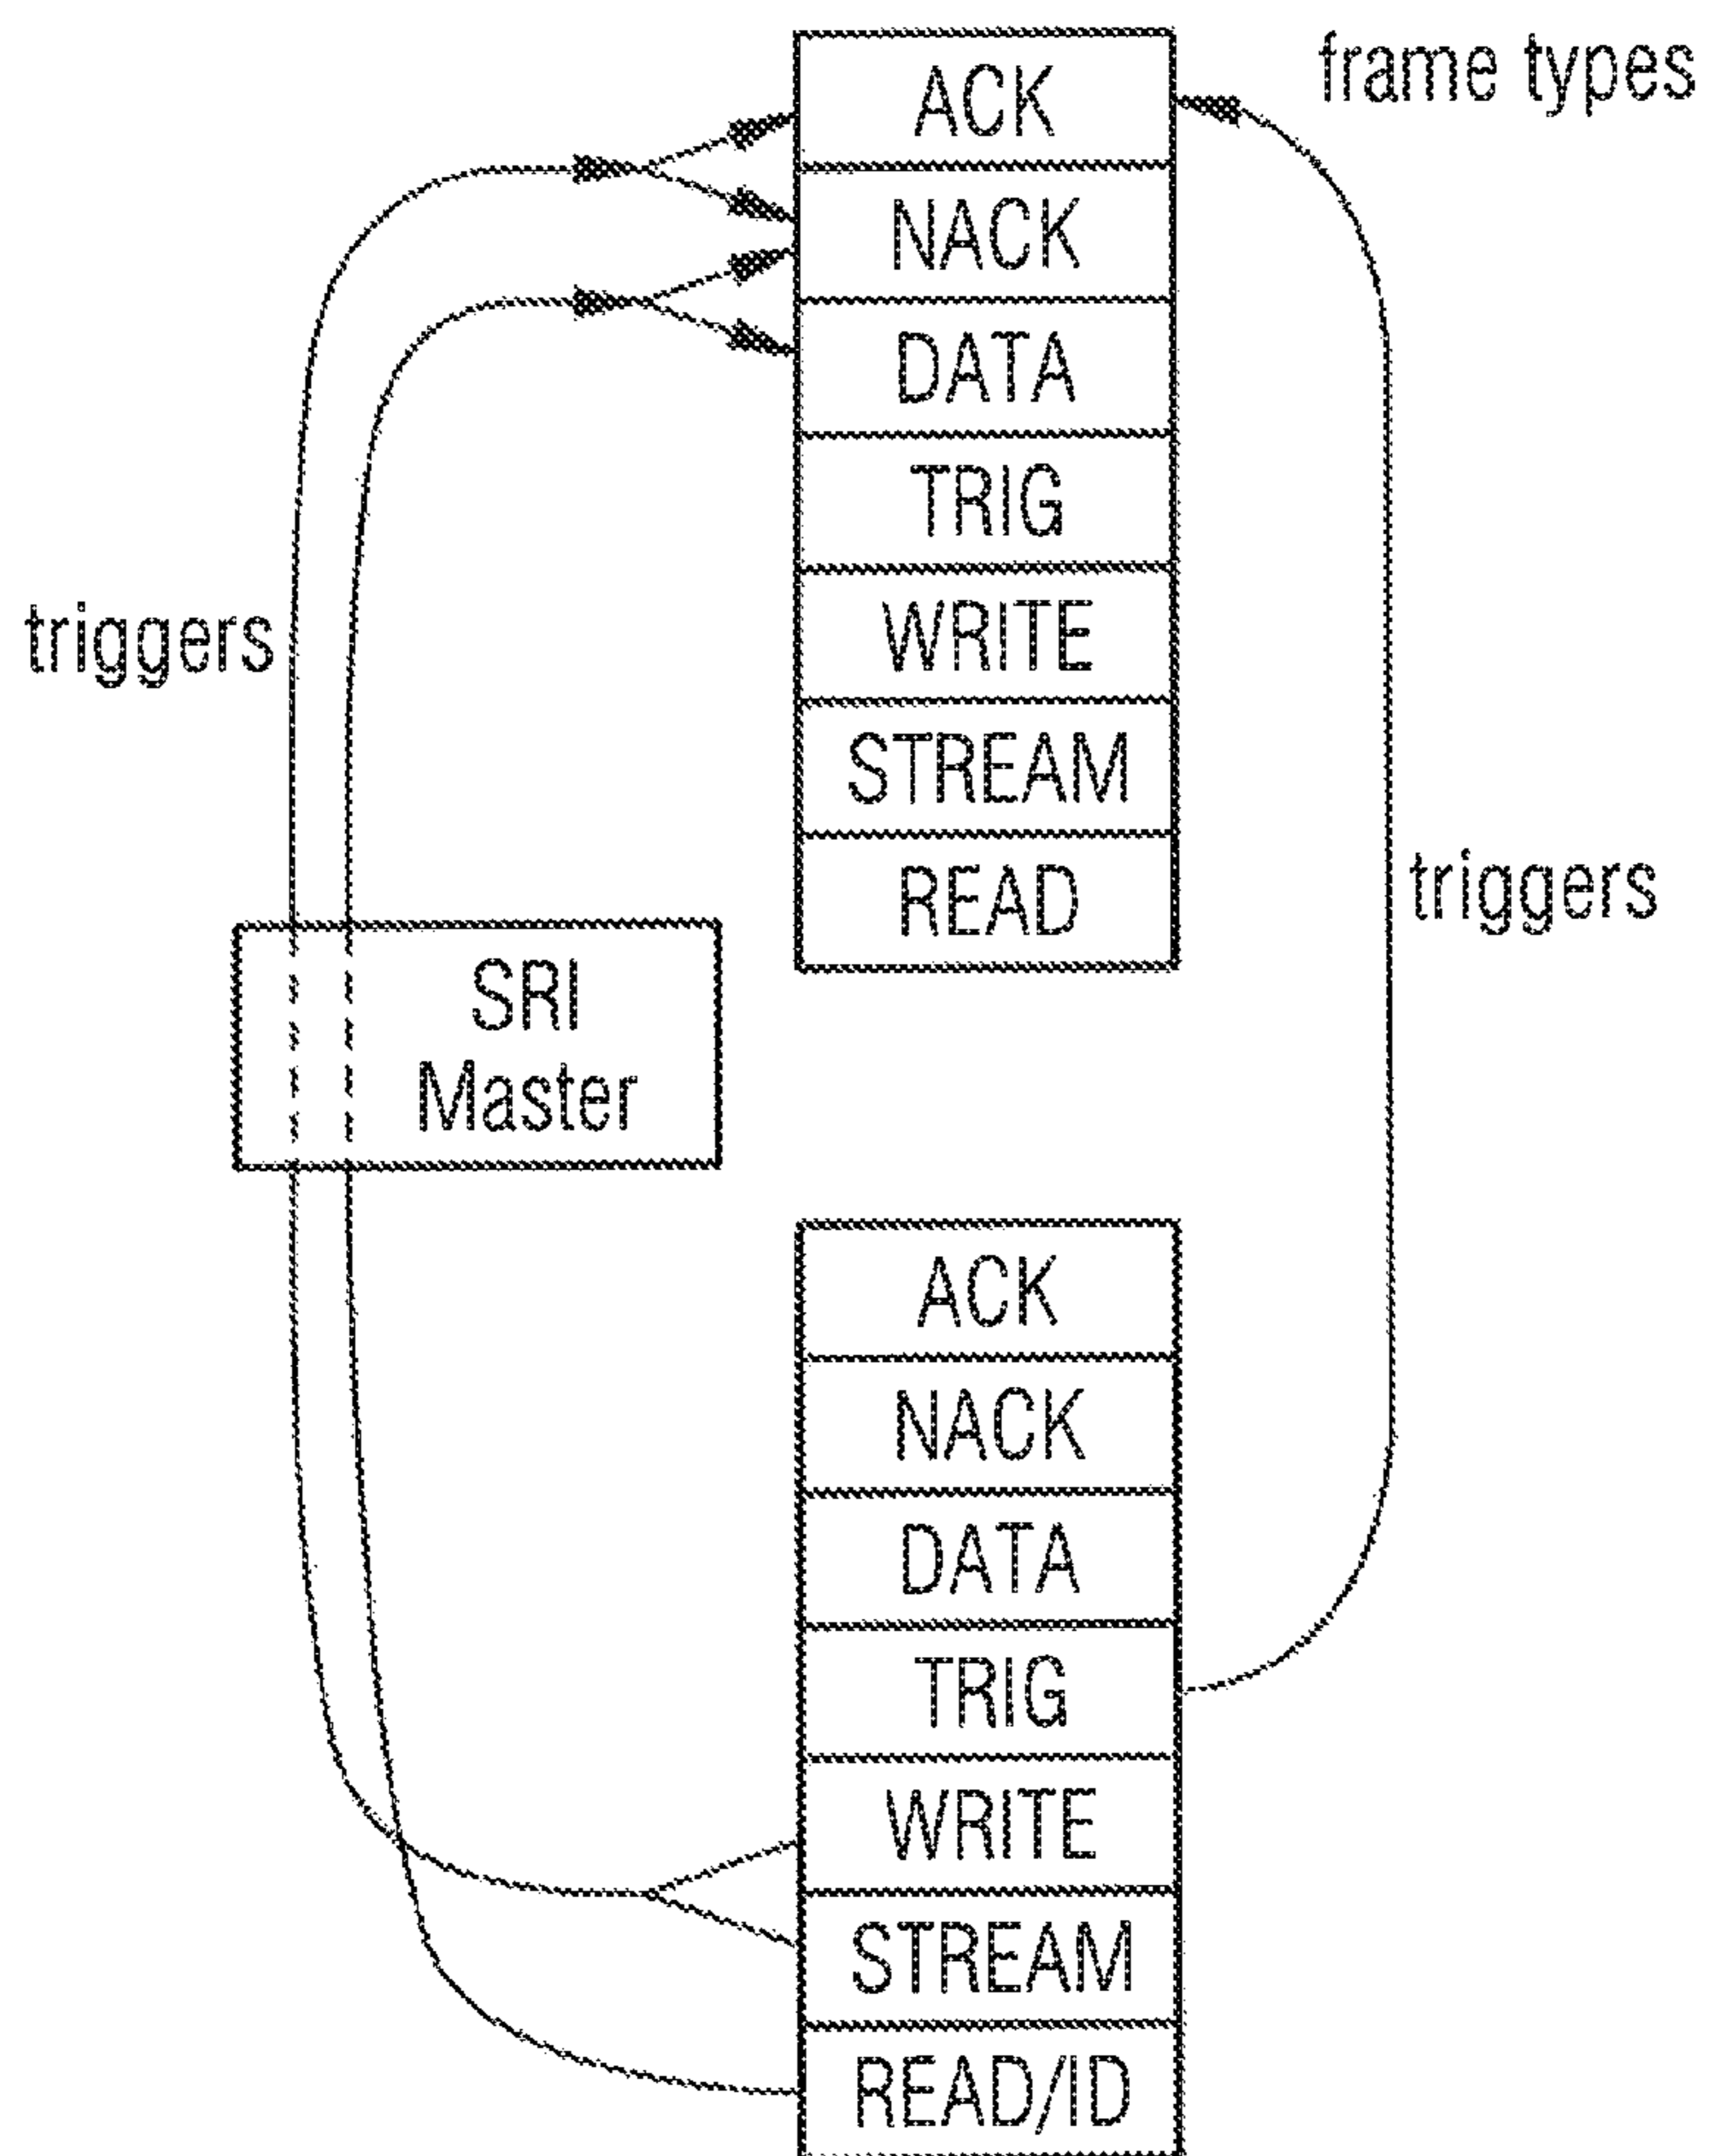 frame types
ACK
NACK
DATA
TRIG
WRITE
STREAM
READ
triggers
triggers
SRI
Master
ACK
NACK
DATA
TRIG
WRITE
STREAM
READ/ID